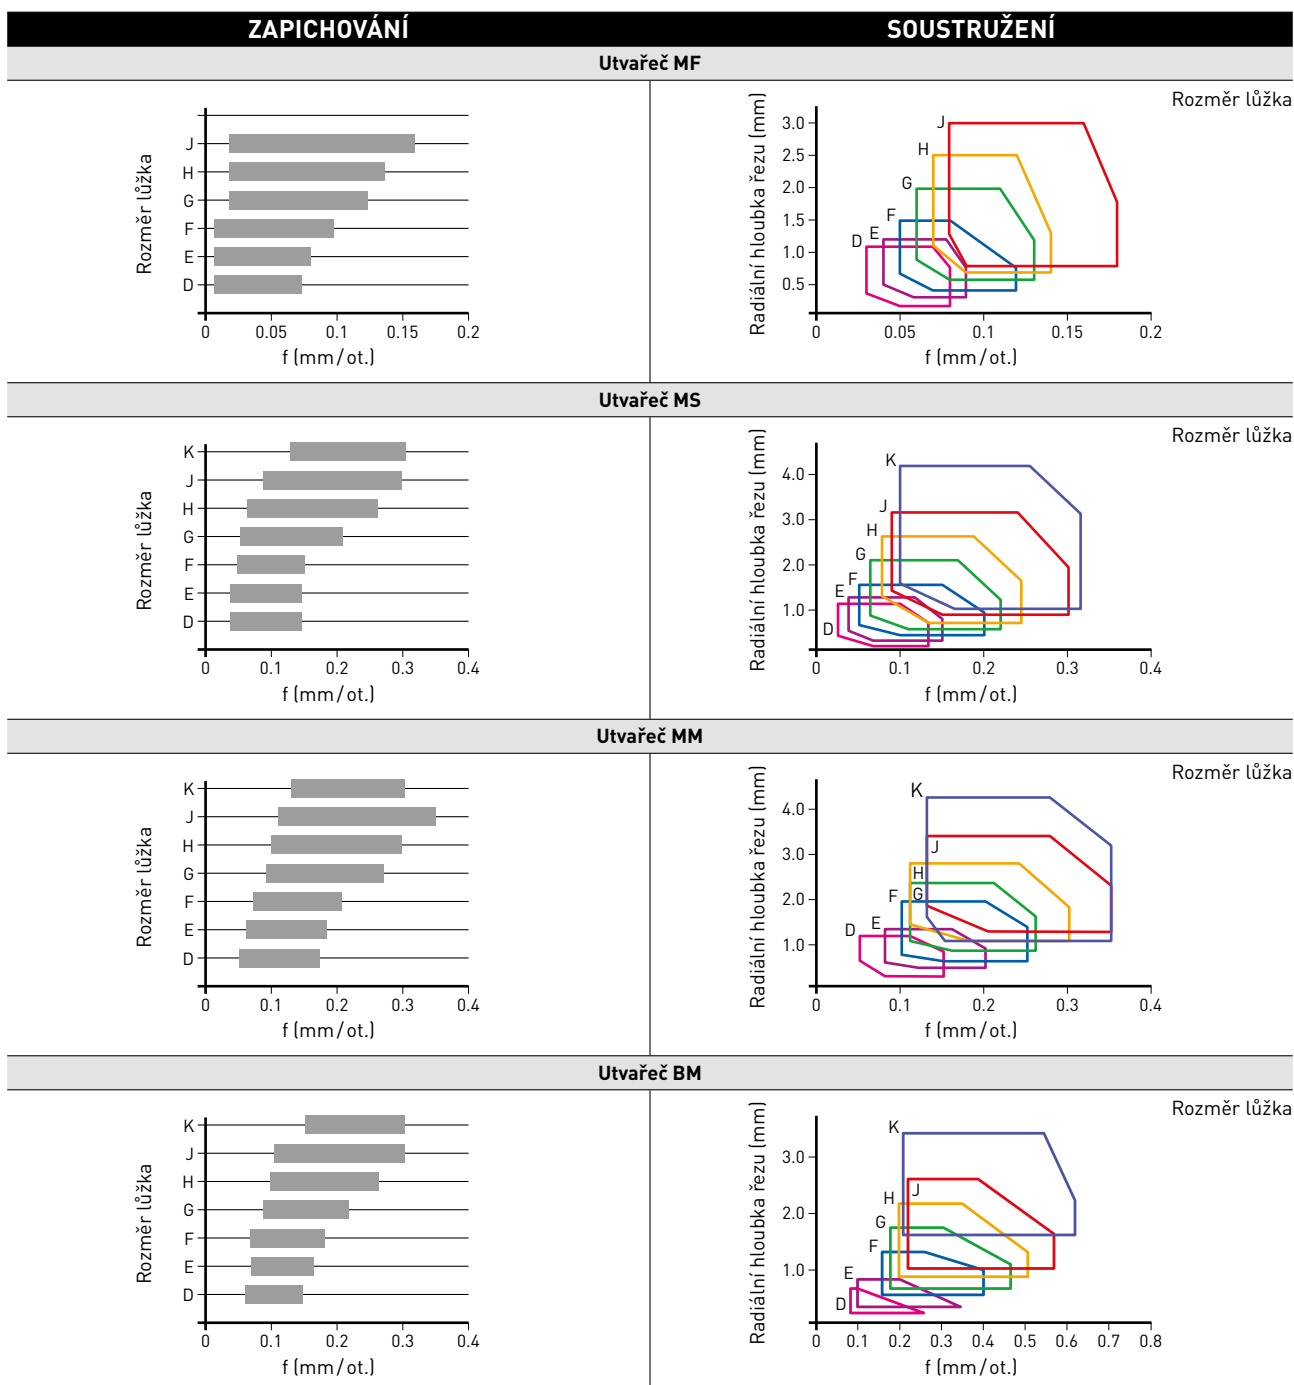 ZAPICHOVÁNÍ
SOUSTRUŽENÍ
Utvařeč MF
Rozměr lůžka
J
H
G
F
E
D
0 0.05 0.1 0.15 0.2
f (mm/ot.)
Rozměr lůžka
Radiální hloubka řezu (mm)
3.0
2.5
2.0
1.5
1.0
0.5
J
H
G
F
E
D
0 0.05 0.1 0.15 0.2
f (mm/ot.)
Utvařeč MS
Rozměr lůžka
K
J
H
G
F
E
D
0 0.1 0.2 0.3 0.4
f (mm/ot.)
Rozměr lůžka
Radiální hloubka řezu (mm)
4.0
3.0
2.0
1.0
K
J
H
G
F
E
D
0 0.1 0.2 0.3 0.4
f (mm/ot.)
Utvařeč MM
Rozměr lůžka
K
J
H
G
F
E
D
0 0.1 0.2 0.3 0.4
f (mm/ot.)
Rozměr lůžka
Radiální hloubka řezu (mm)
4.0
3.0
2.0
1.0
K
J
H
G
F
E
D
0 0.1 0.2 0.3 0.4
f (mm/ot.)
Utvařeč BM
Rozměr lůžka
K
J
H
G
F
E
D
0 0.1 0.2 0.3 0.4
f (mm/ot.)
Rozměr lůžka
Radiální hloubka řezu (mm)
3.0
2.0
1.0
K
J
H
G
F
E
D
0 0.1 0.2 0.3 0.4 0.5 0.6 0.7 0.8
f (mm/ot.)